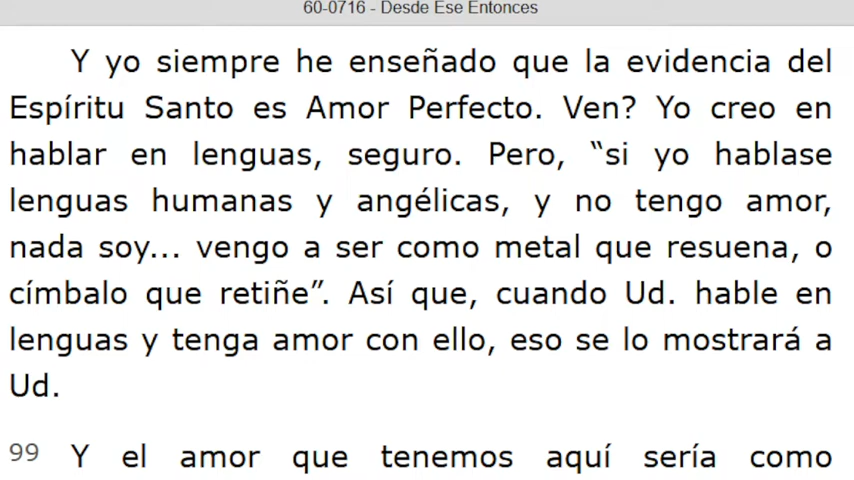 60-0716 - Desde Ese Entonces
Y yo siempre he enseñado que la evidencia del
Espíritu Santo es Amor Perfecto. Ven? Yo creo en
hablar en lenguas, seguro. Pero, “si yo hablase
lenguas humanas y angélicas, y no tengo amor,
nada soy... vengo a ser como metal que resuena, o
címbalo que retiñe”. Así que, cuando Ud. hable en
lenguas y tenga amor con ello, eso se lo mostrará a
Ud.
99 Y el amor que tenemos aquí sería como